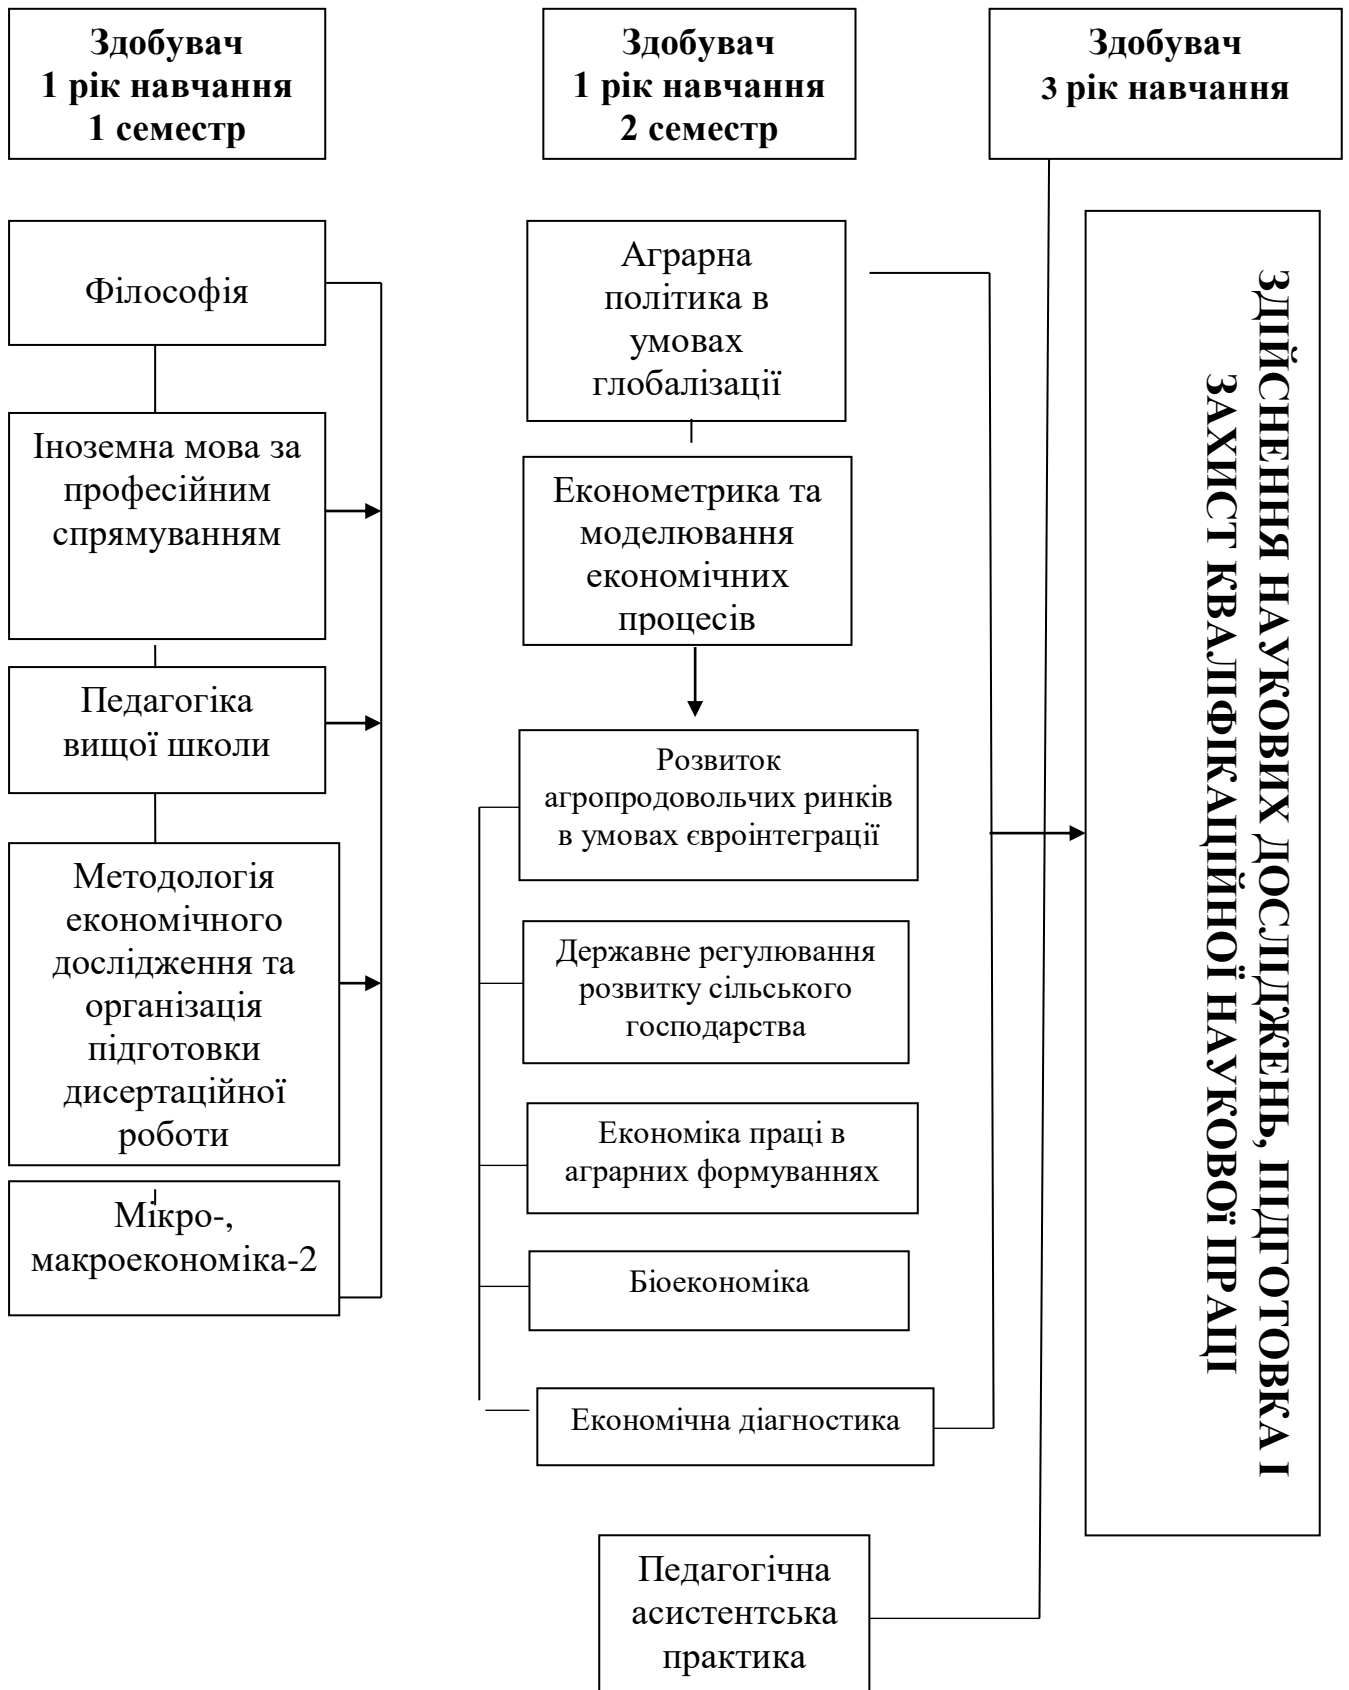 Здобувач
1 рік навчання
1 семестр
Здобувач
1 рік навчання
2 семестр
Здобувач
3 рік навчання
Філософія
Іноземна мова за
професійним
спрямуванням
Педагогіка
вищої школи
Методологія
економічного
дослідження та
організація
підготовки
дисертаційної
роботи
Мікро-,
макроекономіка-2
Аграрна
політика в
умовах
глобалізації
Економетрика та
моделювання
економічних
процесів
Розвиток
агропродовольчих ринків
в умовах євроінтеграції
Державне регулювання
розвитку сільського
господарства
Економіка праці в
аграрних формуваннях
Біоекономіка
Економічна діагностика
Педагогічна
асистентська
практика
ЗДІЙСНЕННЯ НАУКОВИХ ДОСЛІДЖЕНЬ, ПІДГОТОВКА І
ЗАХИСТ КВАЛІФІКАЦІЙНОЇ НАУКОВОЇ ПРАЦІ